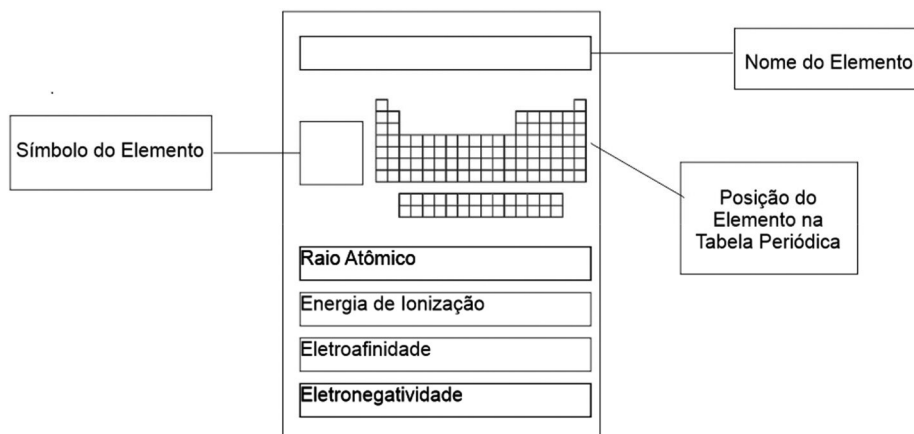 Nome do Elemento
Símbolo do Elemento
Posição do
Elemento na
Tabela Periódica
Raio Atômico
Energia de Ionização
Eletroafinidade
Eletronegatividade